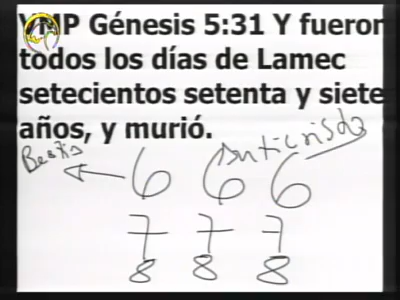 Génesis 5:31 Y fueron
todos los días de Lamec
setecientos setenta y siete
años, y murió.
anticristo
Bestia
6 6 6
7 7 7
8 8 8